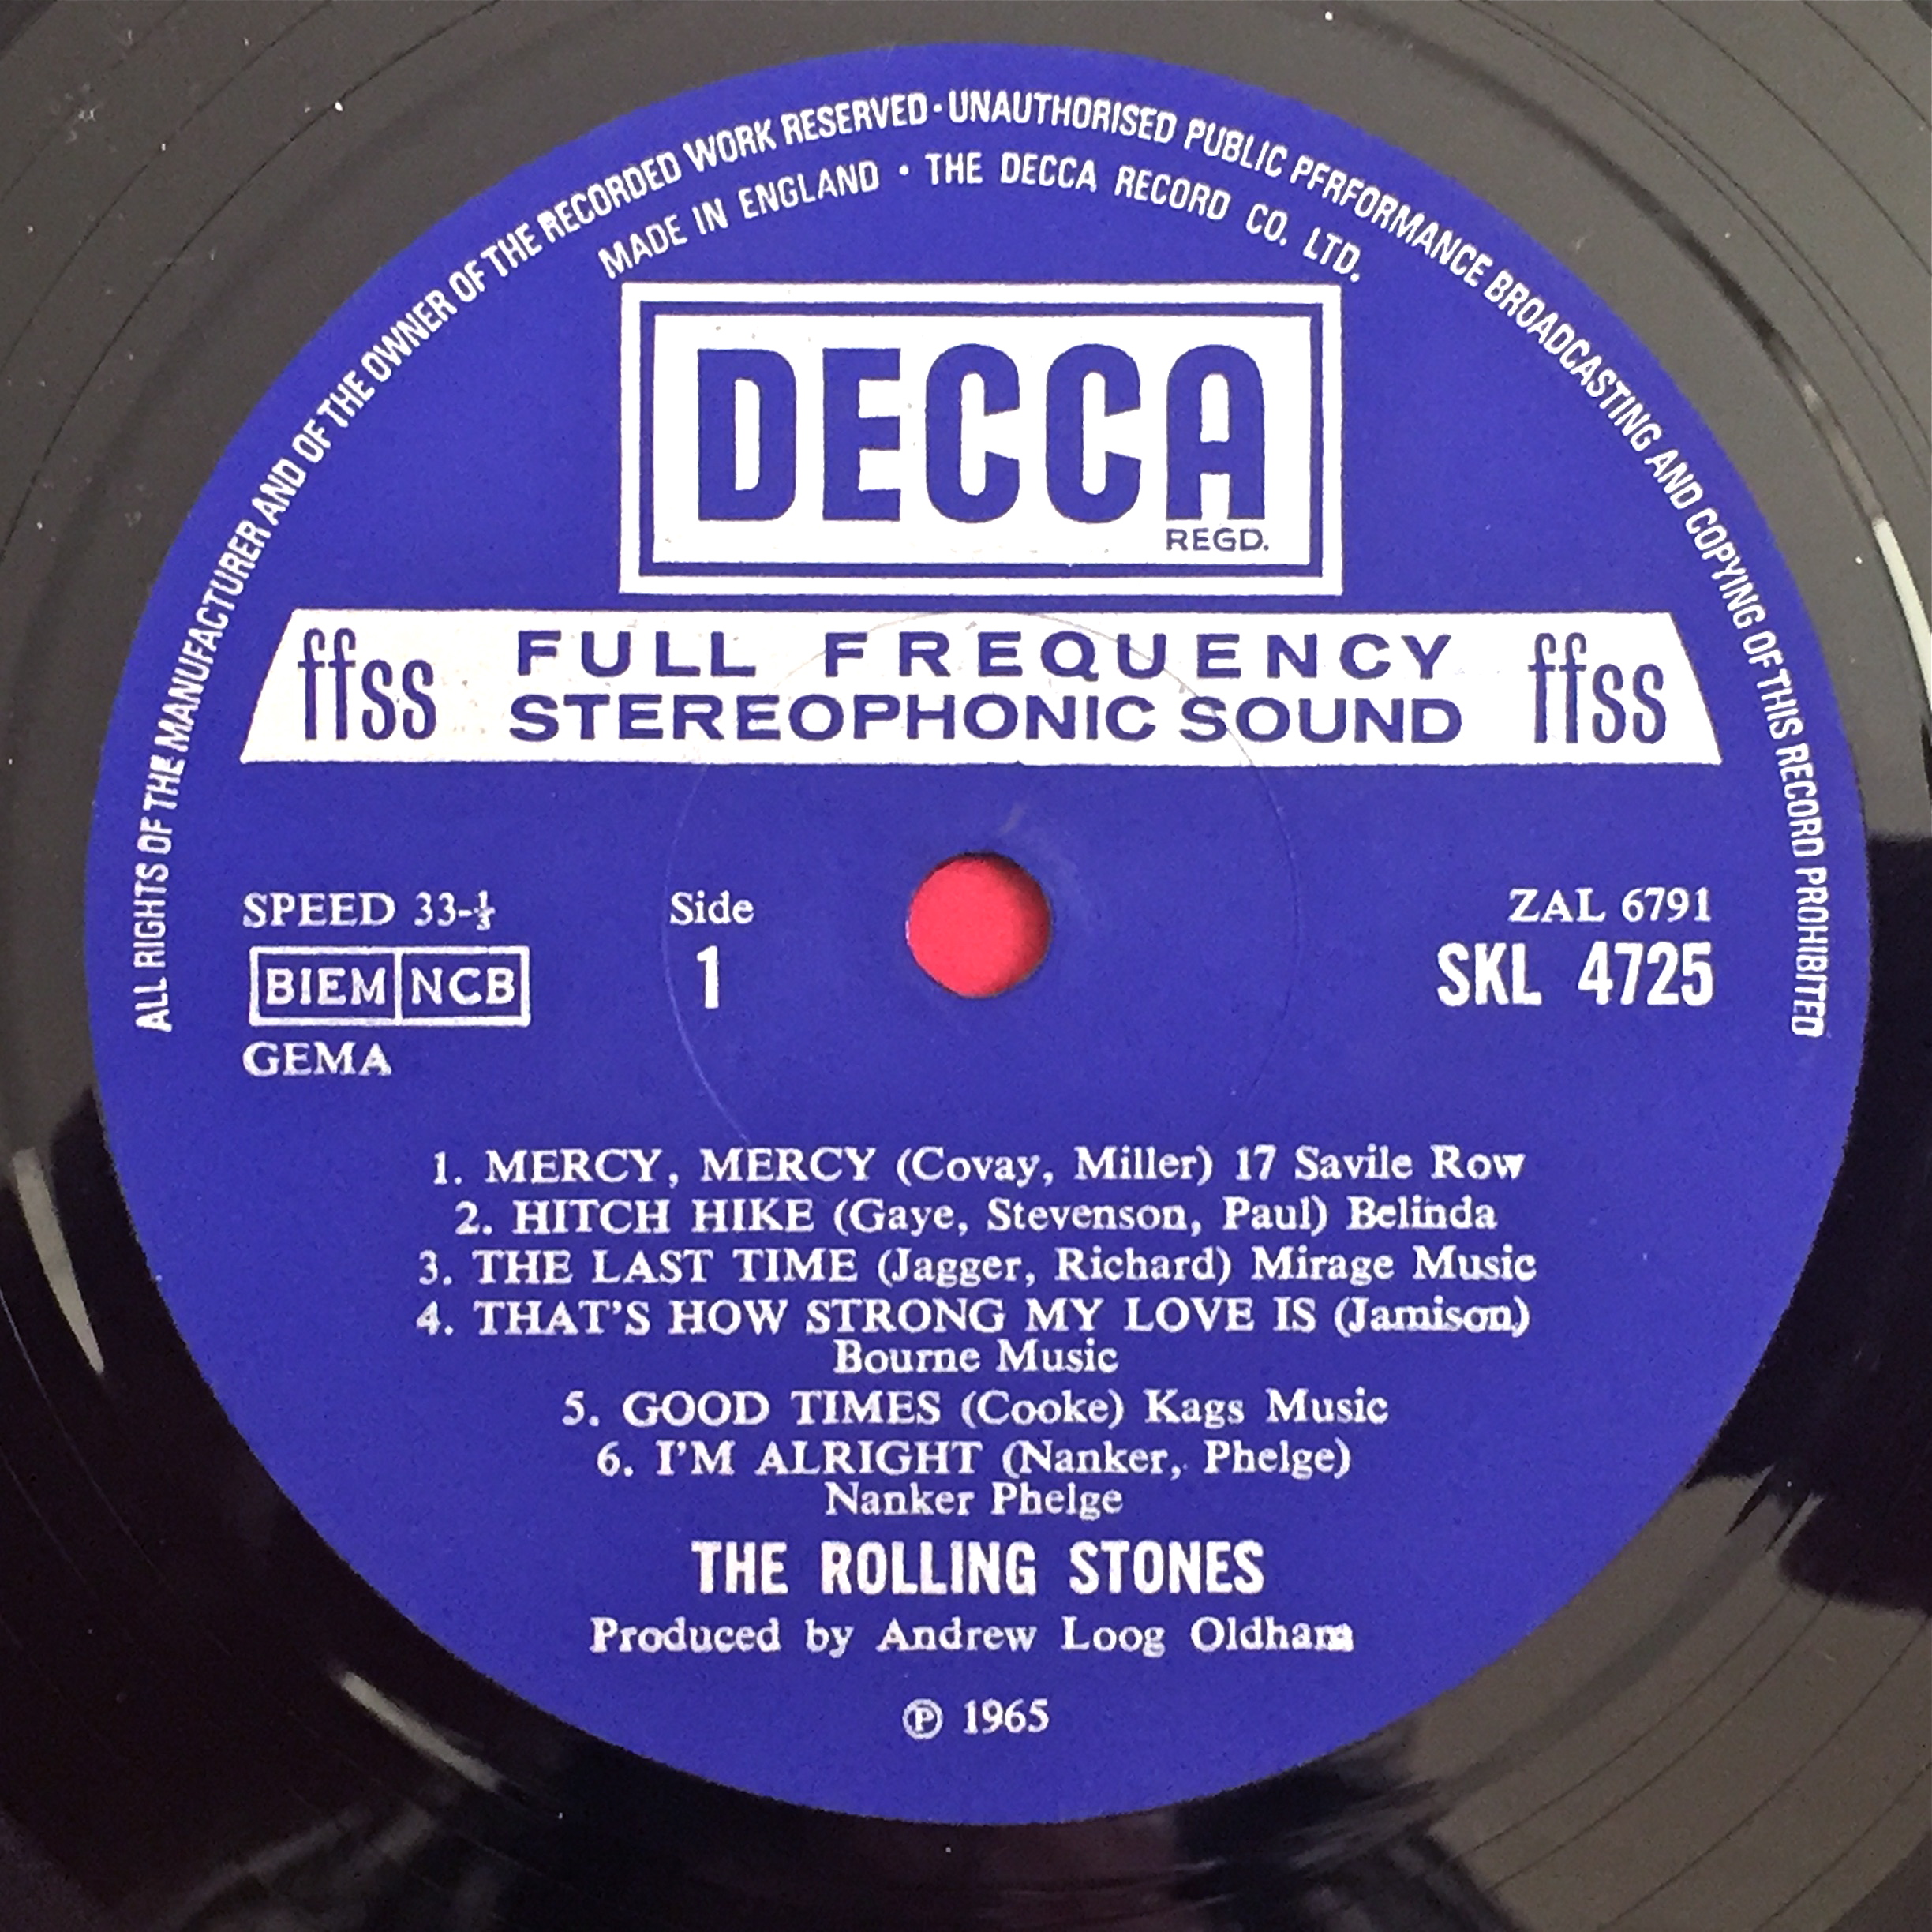 ALL RIGHTS OF THE MANUFACTURER AND OF THE OWNER OF THE RECORDED WORK RESERVED · UNAUTHORISED PUBLIC PERFORMANCE BROADCASTING AND COPYING OF THIS RECORD PROHIBITED
MADE IN ENGLAND · THE DECCA RECORD CO. LTD.
DECCA
REGD.
ffss FULL FREQUENCY STEREOPHONIC SOUND ffss
SPEED 33-⅓
BIEM NCB
GEMA
Side
1
ZAL 6791
SKL 4725
1. MERCY, MERCY (Covay, Miller) 17 Savile Row
2. HITCH HIKE (Gaye, Stevenson, Paul) Belinda
3. THE LAST TIME (Jagger, Richard) Mirage Music
4. THAT'S HOW STRONG MY LOVE IS (Jamison)
Bourne Music
5. GOOD TIMES (Cooke) Kags Music
6. I'M ALRIGHT (Nanker, Phelge)
Nanker Phelge
THE ROLLING STONES
Produced by Andrew Loog Oldham
℗ 1965